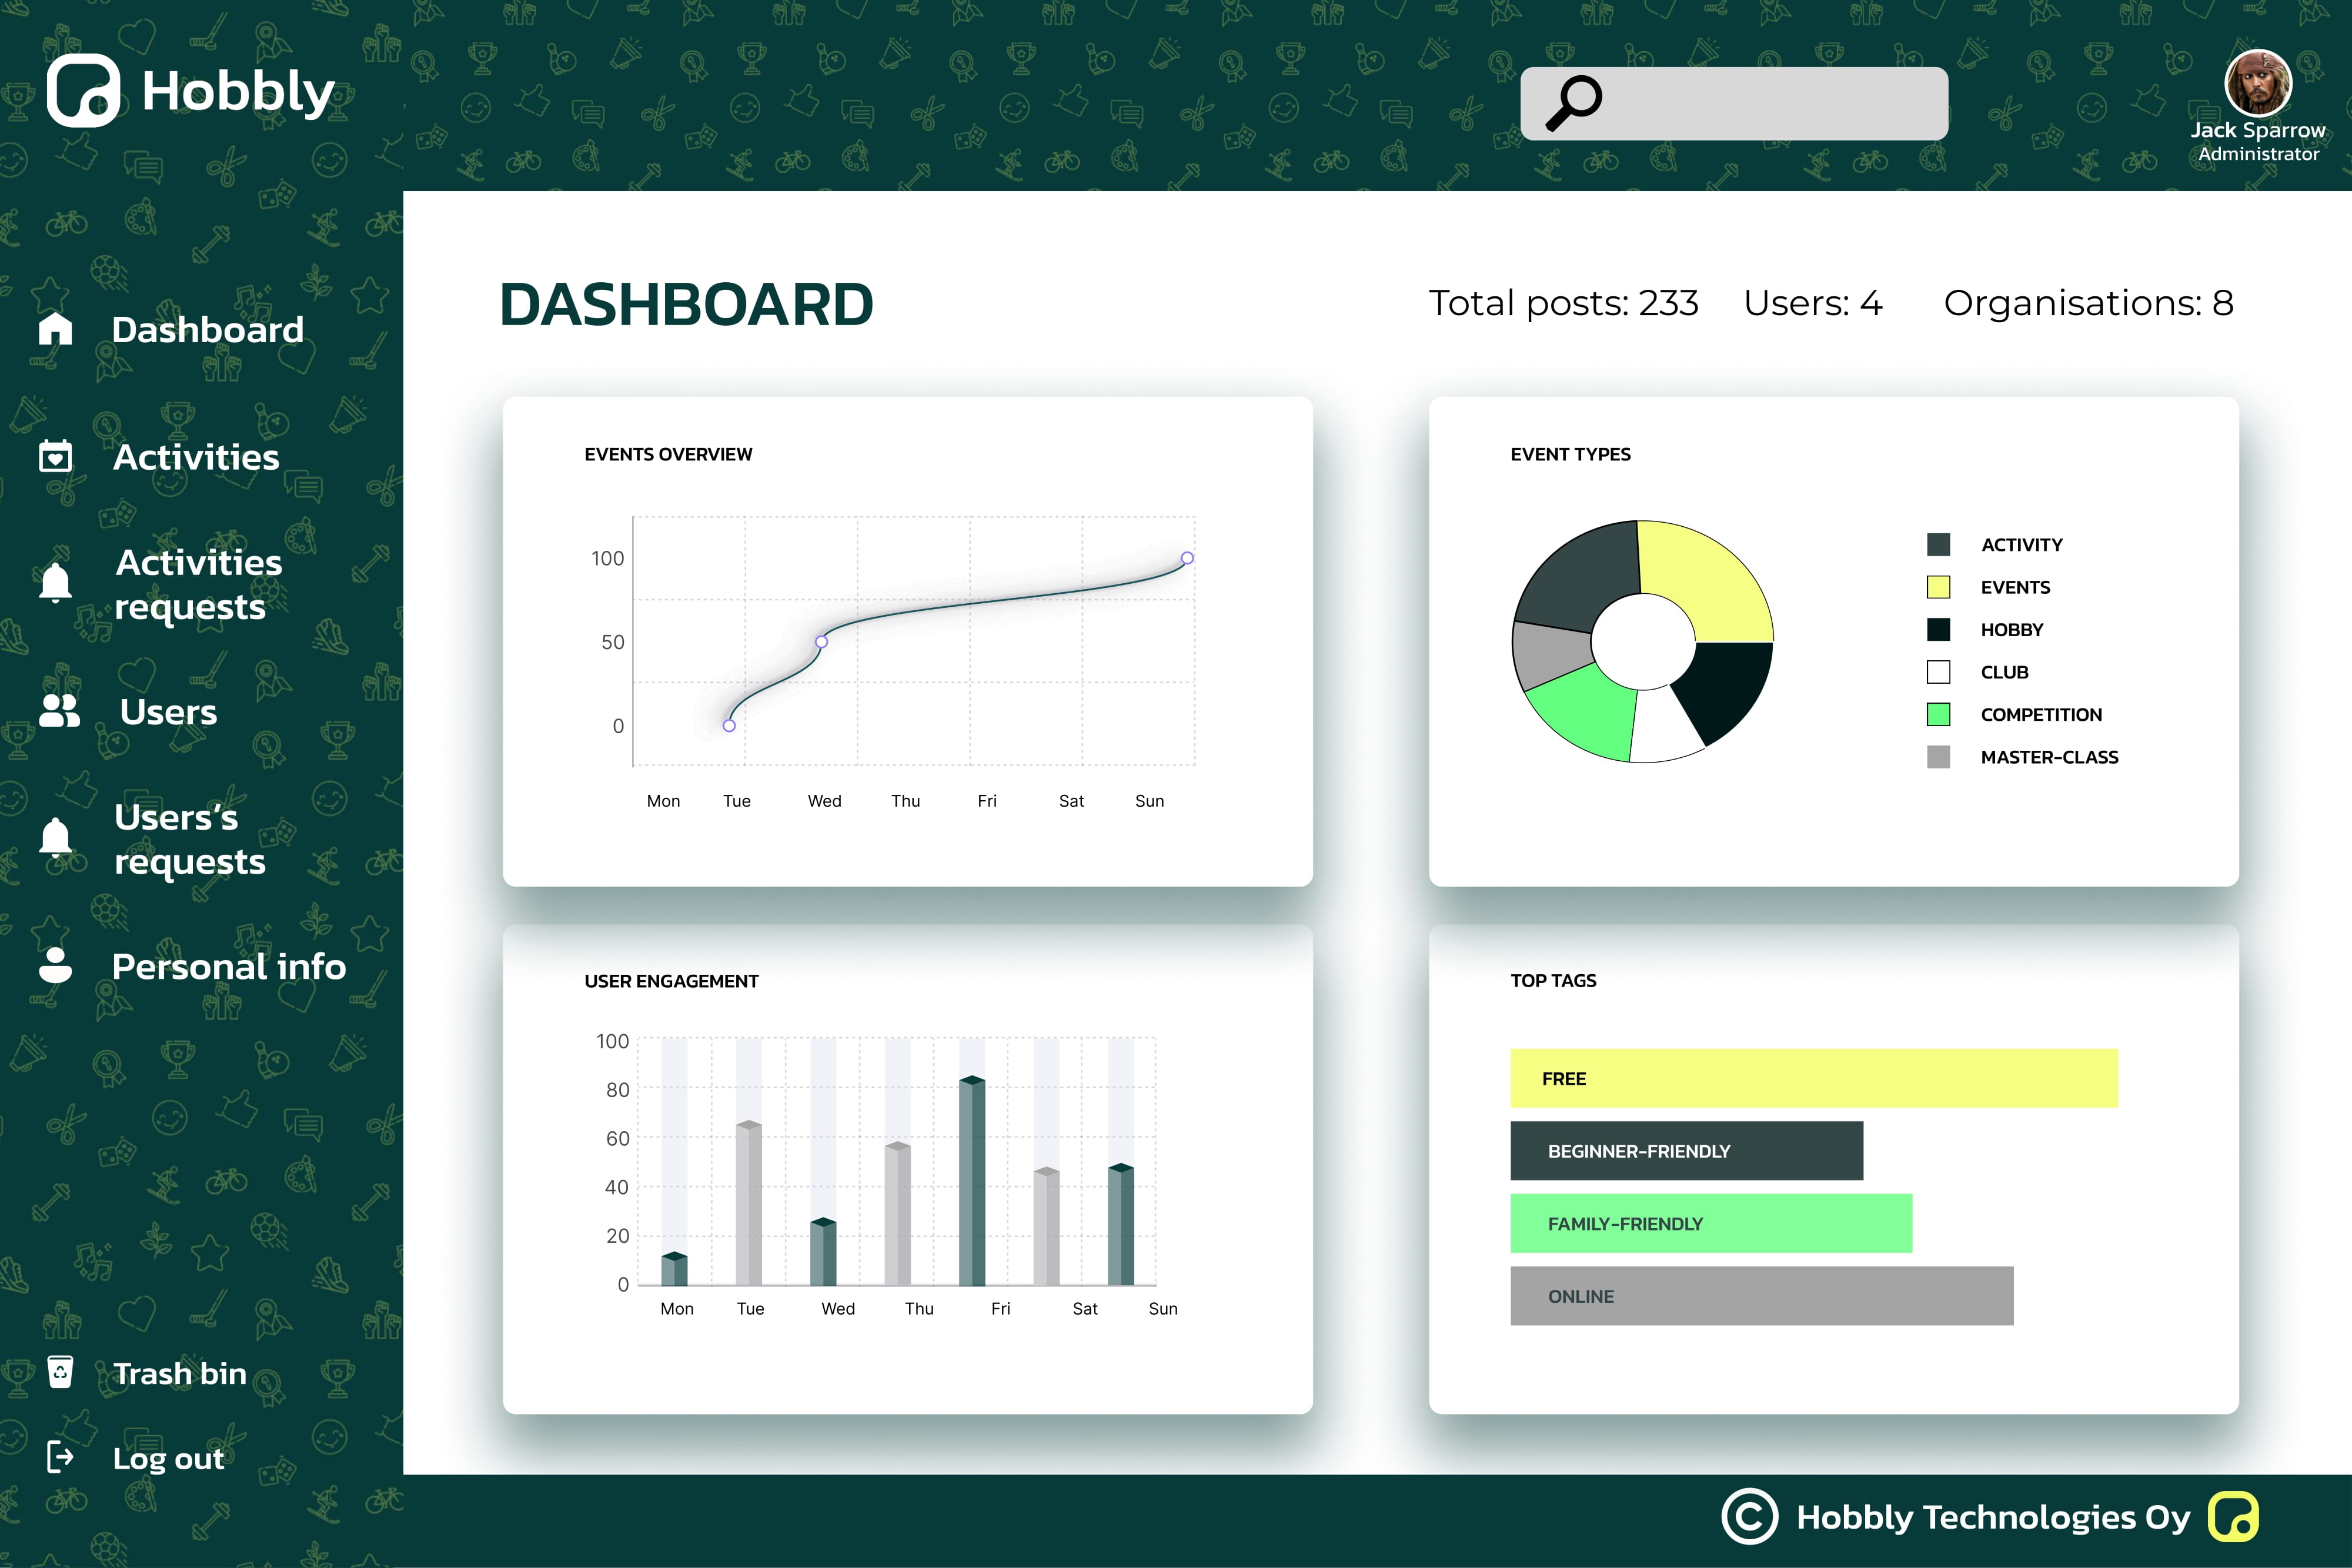 Hobbly
Jack Sparrow
Administrator
Dashboard
Activities
Activities
requests
Users
Users’s
requests
Personal info
Trash bin
Log out
DASHBOARD
Total posts: 233 Users: 4 Organisations: 8
EVENTS OVERVIEW
100
50
0
Mon Tue Wed Thu Fri Sat Sun
EVENT TYPES
ACTIVITY
EVENTS
HOBBY
CLUB
COMPETITION
MASTER-CLASS
USER ENGAGEMENT
100
80
60
40
20
0
Mon Tue Wed Thu Fri Sat Sun
TOP TAGS
FREE
BEGINNER-FRIENDLY
FAMILY-FRIENDLY
ONLINE
© Hobbly Technologies Oy